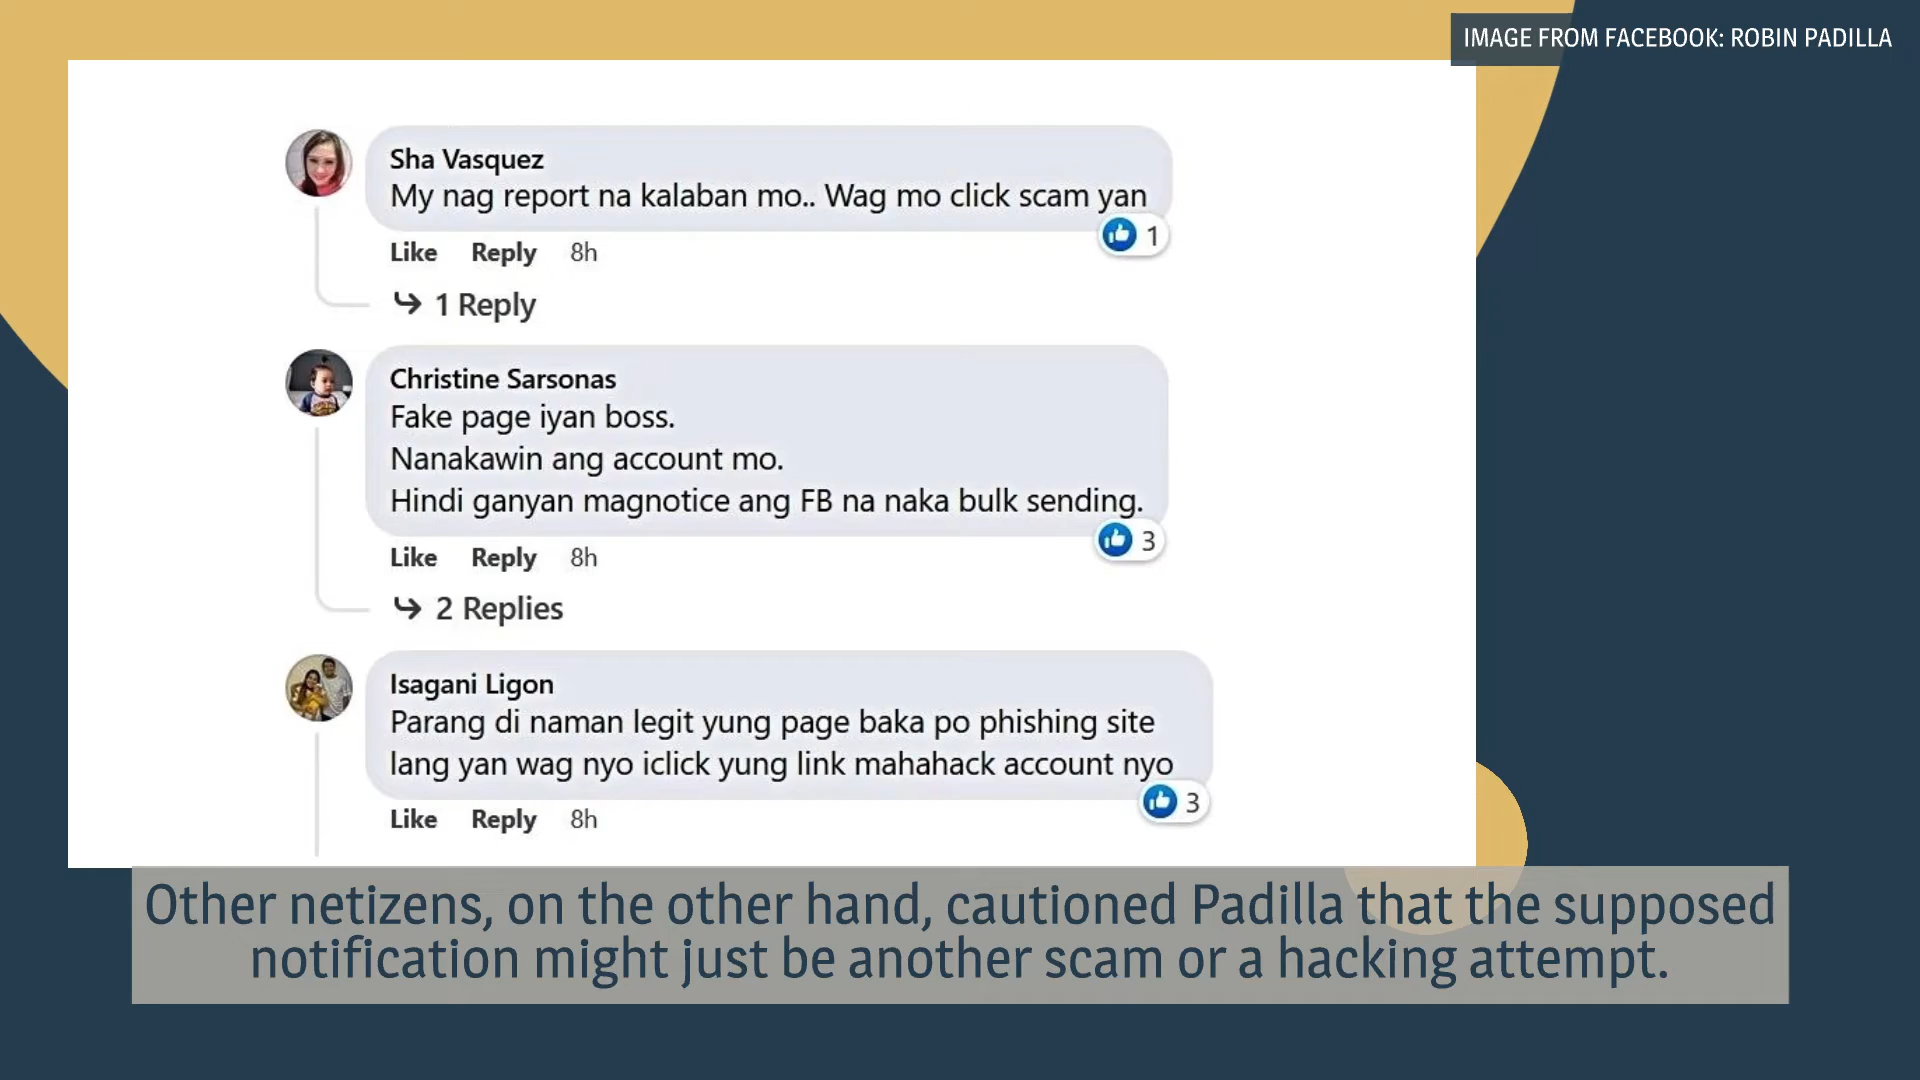 IMAGE FROM FACEBOOK: ROBIN PADILLA
Sha Vasquez
My nag report na kalaban mo.. Wag mo click scam yan
1
Like Reply 8h
1 Reply
Christine Sarsonas
Fake page iyan boss.
Nanakawin ang account mo.
Hindi ganyan magnotice ang FB na naka bulk sending.
3
Like Reply 8h
2 Replies
Isagani Ligon
Parang di naman legit yung page baka po phishing site
lang yan wag nyo iclick yung link mahahack account nyo
3
Like Reply 8h
Other netizens, on the other hand, cautioned Padilla that the supposed
notification might just be another scam or a hacking attempt.